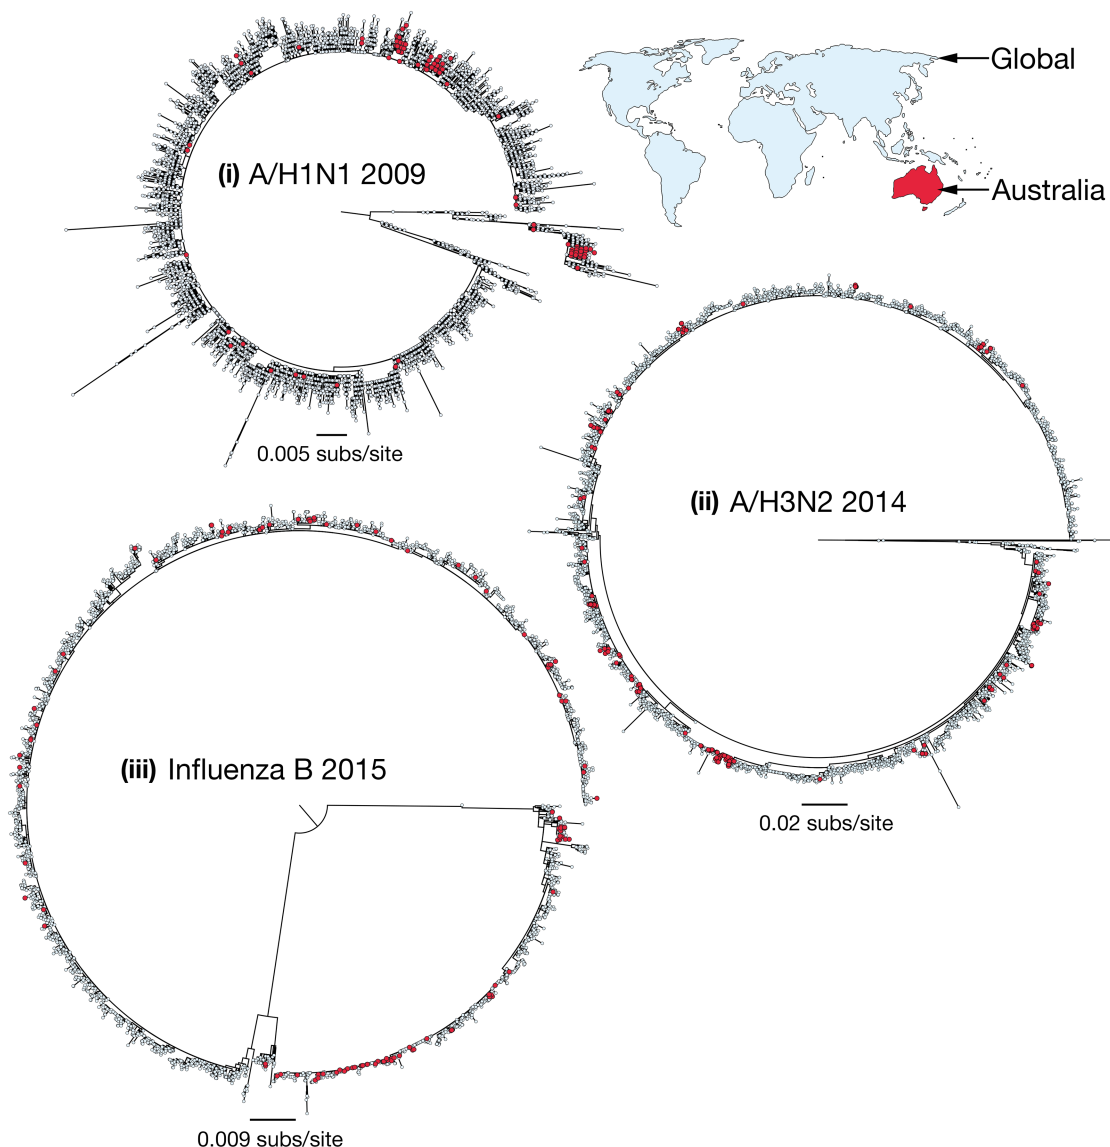 Global
(i) A/H1N1 2009
Australia
0.005 subs/site
(ii) A/H3N2 2014
(iii) Influenza B 2015
0.02 subs/site
0.009 subs/site